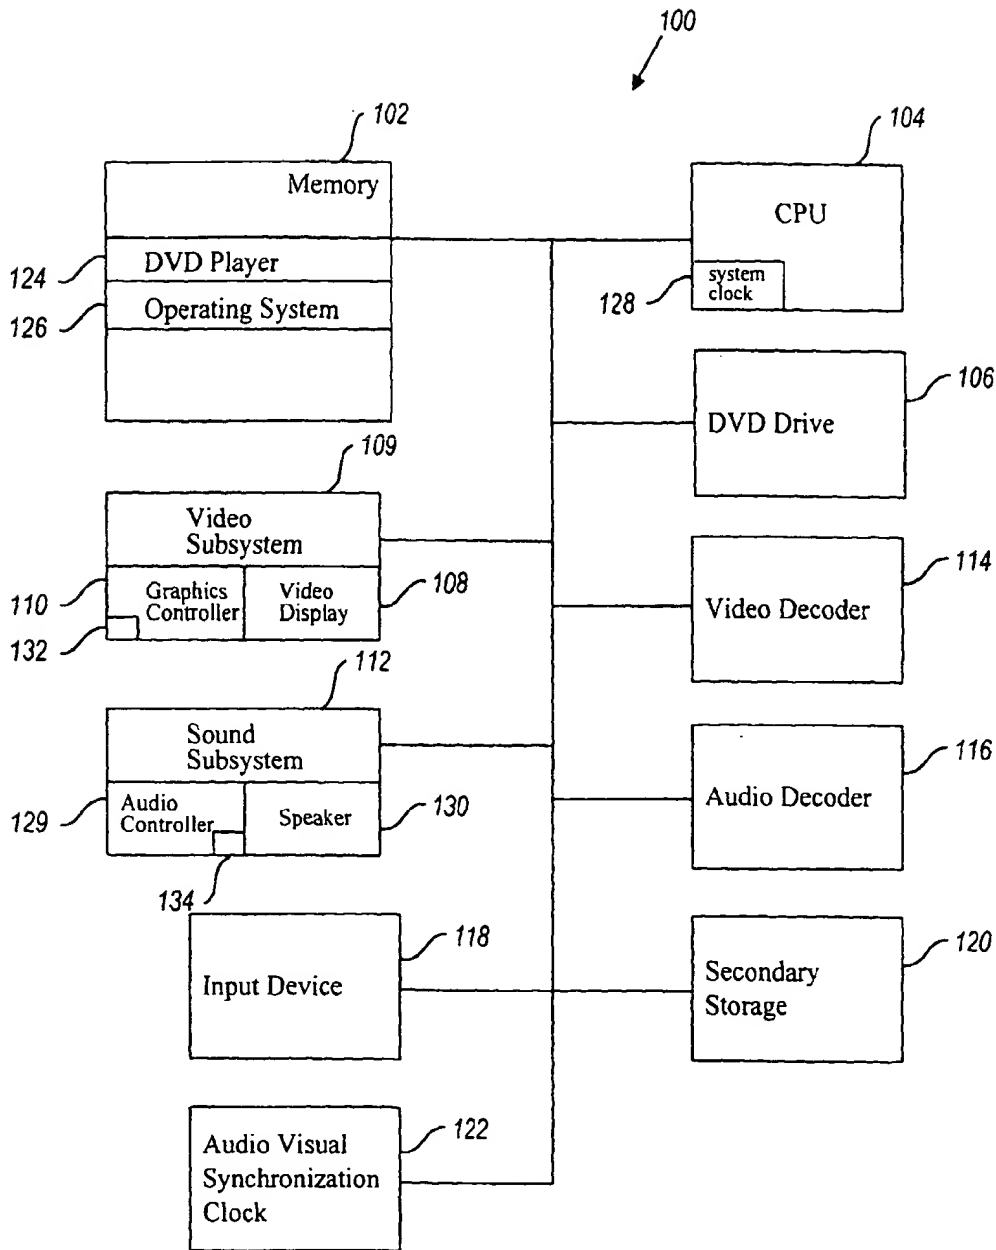 100
102
104
Memory
CPU
124
DVD Player
system
clock
128
126
Operating System
106
DVD Drive
109
Video
Subsystem
114
110
Graphics
Controller
Video
Display
108
Video Decoder
132
112
Sound
Subsystem
116
129
Audio
Controller
Speaker
130
Audio Decoder
134
118
120
Input Device
Secondary
Storage
122
Audio Visual
Synchronization
Clock